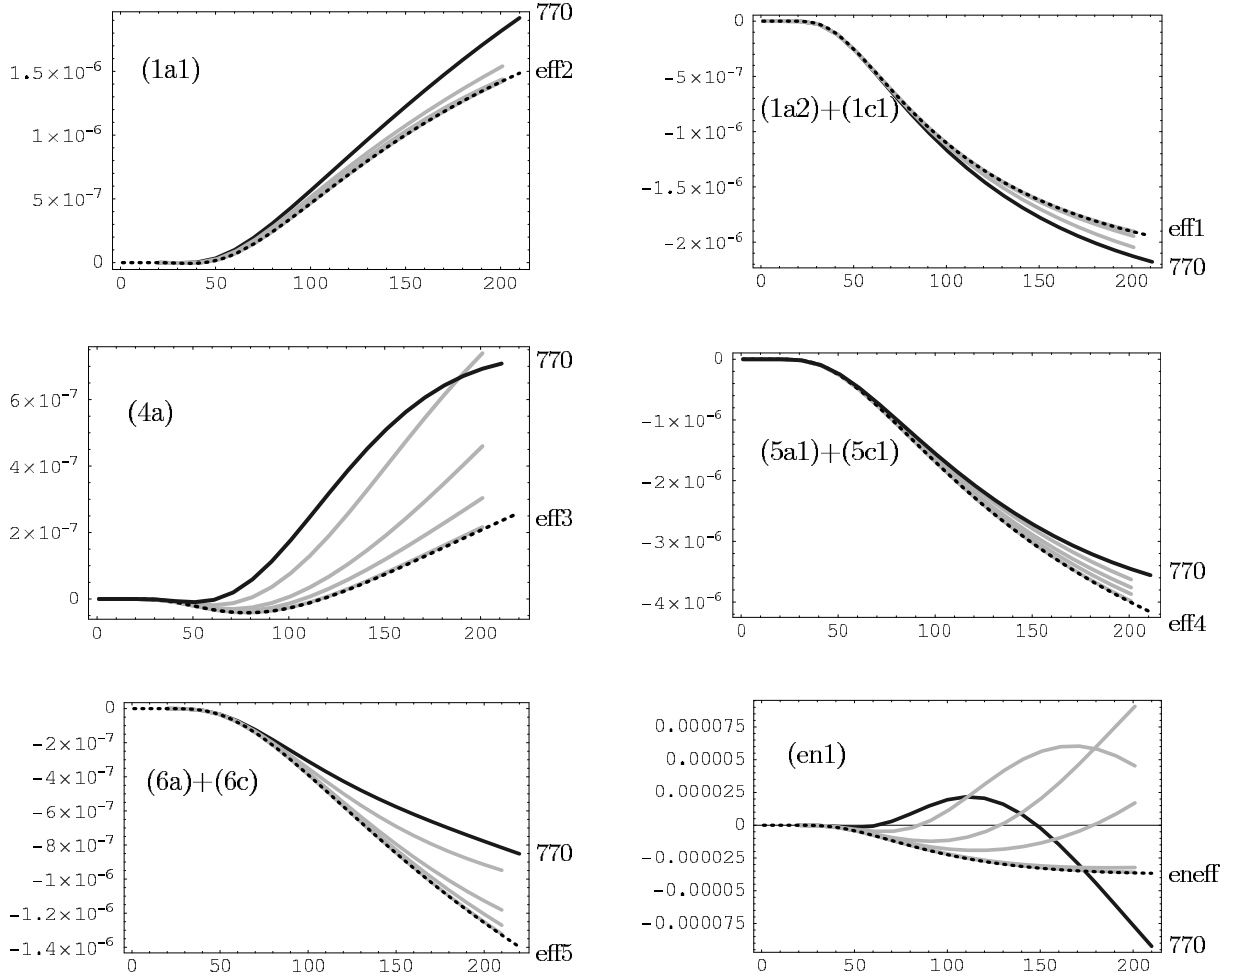 770
1.5×10⁻⁶
(1a1)
eff2
1×10⁻⁶
5×10⁻⁷
0
0 50 100 150 200
0
-5×10⁻⁷
(1a2)+(1c1)
-1×10⁻⁶
-1.5×10⁻⁶
eff1
-2×10⁻⁶
770
0 50 100 150 200
770
6×10⁻⁷
(4a)
4×10⁻⁷
eff3
2×10⁻⁷
0
0 50 100 150 200
0
-1×10⁻⁶
(5a1)+(5c1)
-2×10⁻⁶
-3×10⁻⁶
770
-4×10⁻⁶
eff4
0 50 100 150 200
0
-2×10⁻⁷
-4×10⁻⁷
(6a)+(6c)
-6×10⁻⁷
-8×10⁻⁷
770
-1×10⁻⁶
-1.2×10⁻⁶
-1.4×10⁻⁶
eff5
0 50 100 150 200
0.000075
(en1)
0.00005
0.000025
0
-0.000025
eneff
-0.00005
-0.000075
770
0 50 100 150 200